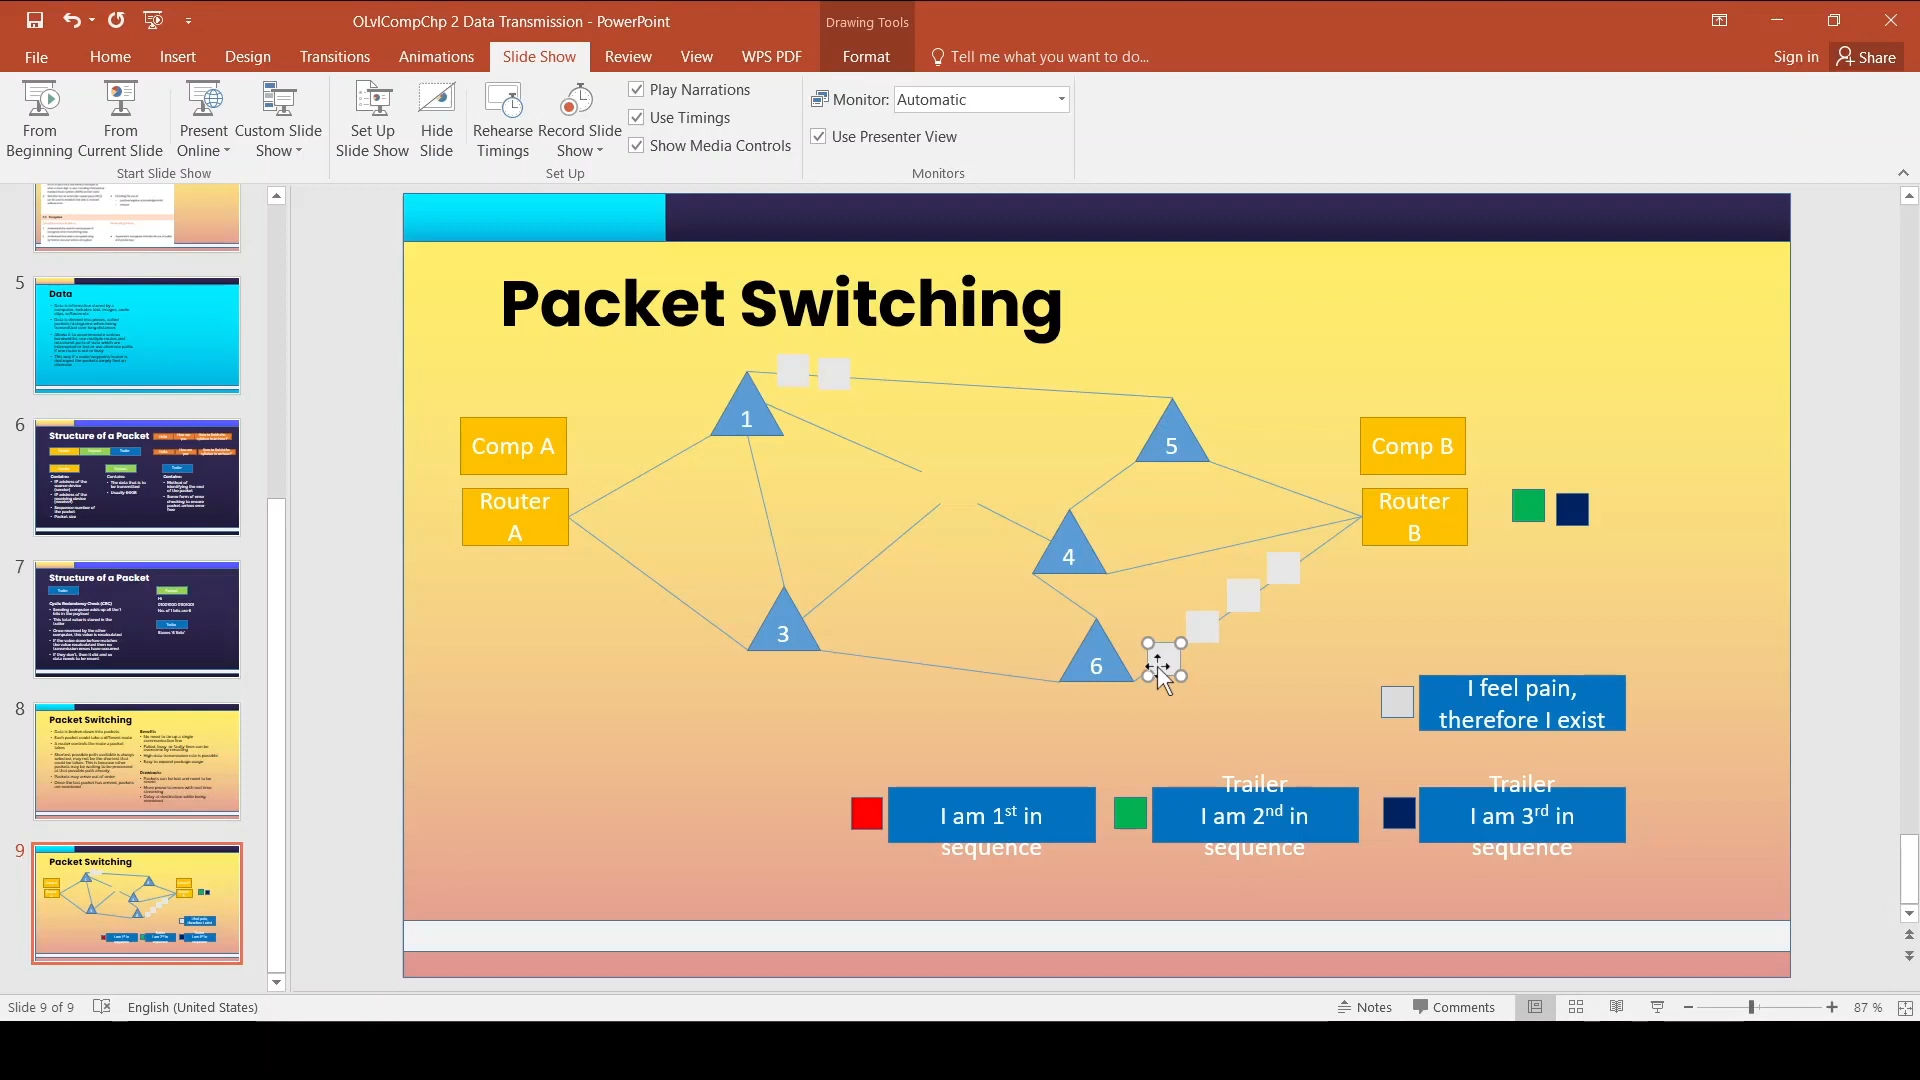 OLvlCompChp 2 Data Transmission - PowerPoint
Drawing Tools
File
Home
Insert
Design
Transitions
Animations
Slide Show
Review
View
WPS PDF
Format
Tell me what you want to do...
Sign in
Share
From
Beginning
From
Current Slide
Present
Online
Custom Slide
Show
Set Up
Slide Show
Hide
Slide
Rehearse
Timings
Record Slide
Show
Play Narrations
Use Timings
Show Media Controls
Monitor: Automatic
Use Presenter View
Start Slide Show
Set Up
Monitors
5
Data
6
Structure of a Packet
7
Structure of a Packet
8
Packet Switching
9
Packet Switching
Packet Switching
1
Comp A
5
Comp B
Router
A
Router
B
4
3
6
I feel pain,
therefore I exist
I am 1st in
sequence
Trailer
I am 2nd in
sequence
Trailer
I am 3rd in
sequence
Slide 9 of 9
English (United States)
Notes
Comments
87 %